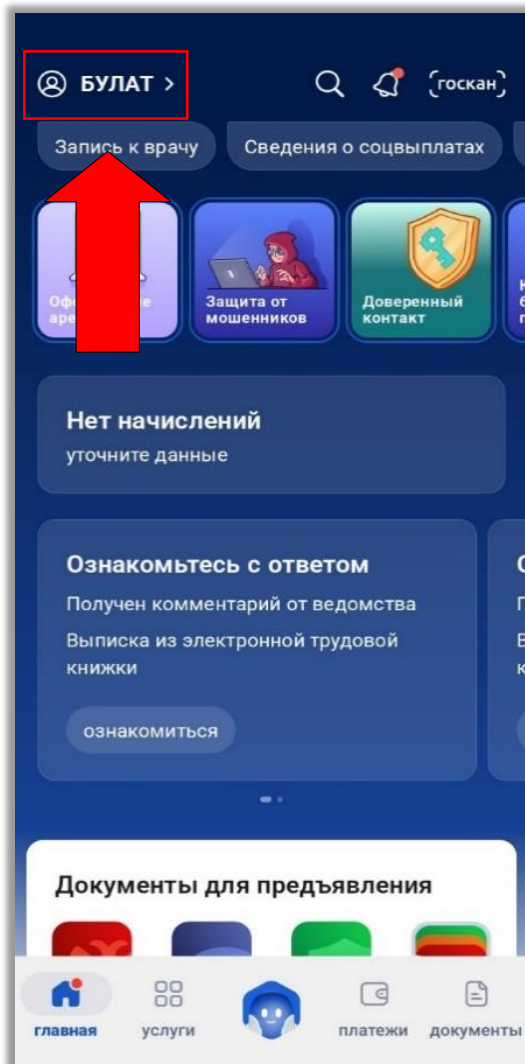 БУЛАТ >
госкан
Запись к врачу
Сведения о соцвыплатах
Защита от
мошенников
Доверенный
контакт
Нет начислений
уточните данные
Ознакомьтесь с ответом
Получен комментарий от ведомства
Выписка из электронной трудовой
книжки
ознакомиться
Документы для предъявления
главная
услуги
платежи
документы